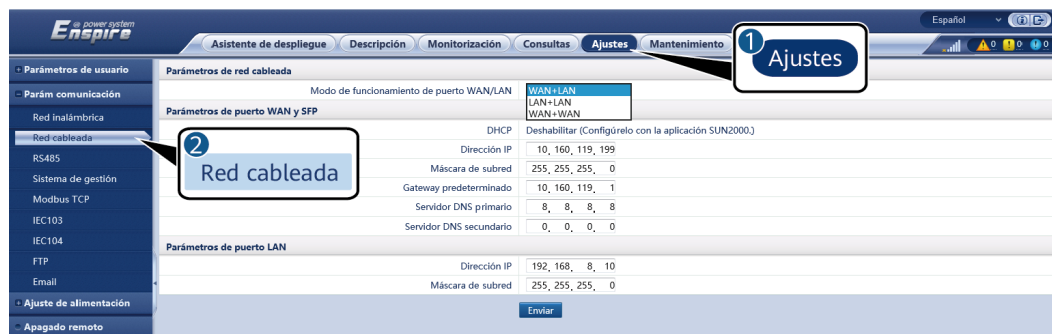 power system
Enspire
Español
Asistente de despliegue Descripción Monitorización Consultas Ajustes Mantenimiento
0 0 0
1
Ajustes
Parámetros de usuario
Parám comunicación
Red inalámbrica
Red cableada
RS485
Sistema de gestión
Modbus TCP
IEC103
IEC104
FTP
Email
Ajuste de alimentación
Apagado remoto
2
Red cableada
Parámetros de red cableada
Modo de funcionamiento de puerto WAN/LAN WAN+LAN
LAN+LAN
WAN+WAN
Parámetros de puerto WAN y SFP
DHCP Deshabilitar (Configúrelo con la aplicación SUN2000.)
Dirección IP 10. 160. 119. 199
Máscara de subred 255. 255. 255. 0
Gateway predeterminado 10. 160. 119. 1
Servidor DNS primario 8. 8. 8. 8
Servidor DNS secundario 0. 0. 0. 0
Parámetros de puerto LAN
Dirección IP 192. 168. 8. 10
Máscara de subred 255. 255. 255. 0
Enviar